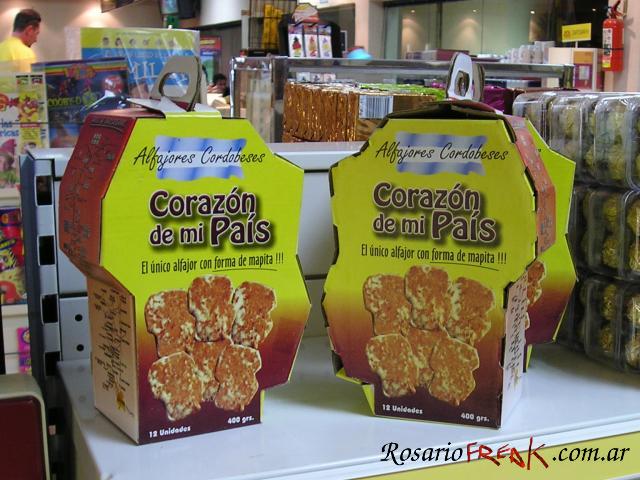 Alfajores Cordobeses
Corazón
de mi País
El único alfajor con forma de mapita !!!
12 Unidades
400 grs.
Alfajores Cordobeses
Corazón
de mi País
El único alfajor con forma de mapita !!!
12 Unidades
400 grs.
RosarioFREAK.com.ar